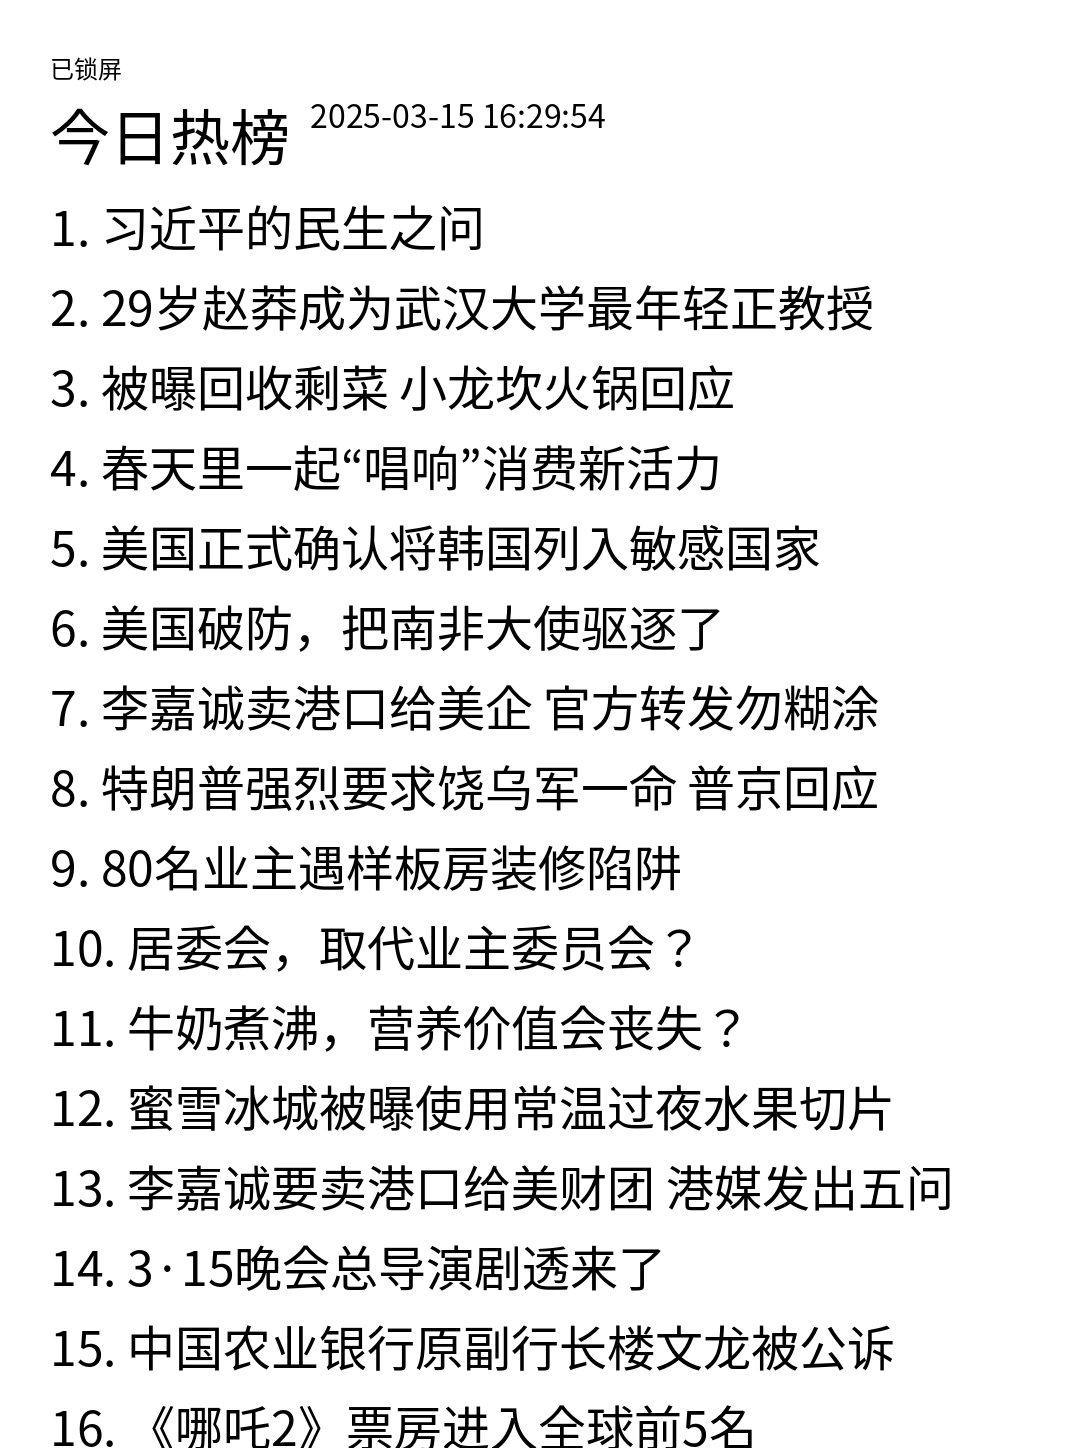 已锁屏
今日热榜 2025-03-15 16:29:54
1. 习近平的民生之问
2. 29岁赵莽成为武汉大学最年轻正教授
3. 被曝回收剩菜 小龙坎火锅回应
4. 春天里一起“唱响”消费新活力
5. 美国正式确认将韩国列入敏感国家
6. 美国破防，把南非大使驱逐了
7. 李嘉诚卖港口给美企 官方转发勿糊涂
8. 特朗普强烈要求饶乌军一命 普京回应
9. 80名业主遇样板房装修陷阱
10. 居委会，取代业主委员会？
11. 牛奶煮沸，营养价值会丧失？
12. 蜜雪冰城被曝使用常温过夜水果切片
13. 李嘉诚要卖港口给美财团 港媒发出五问
14. 3·15晚会总导演剧透来了
15. 中国农业银行原副行长楼文龙被公诉
16. 《哪吒2》票房进入全球前5名